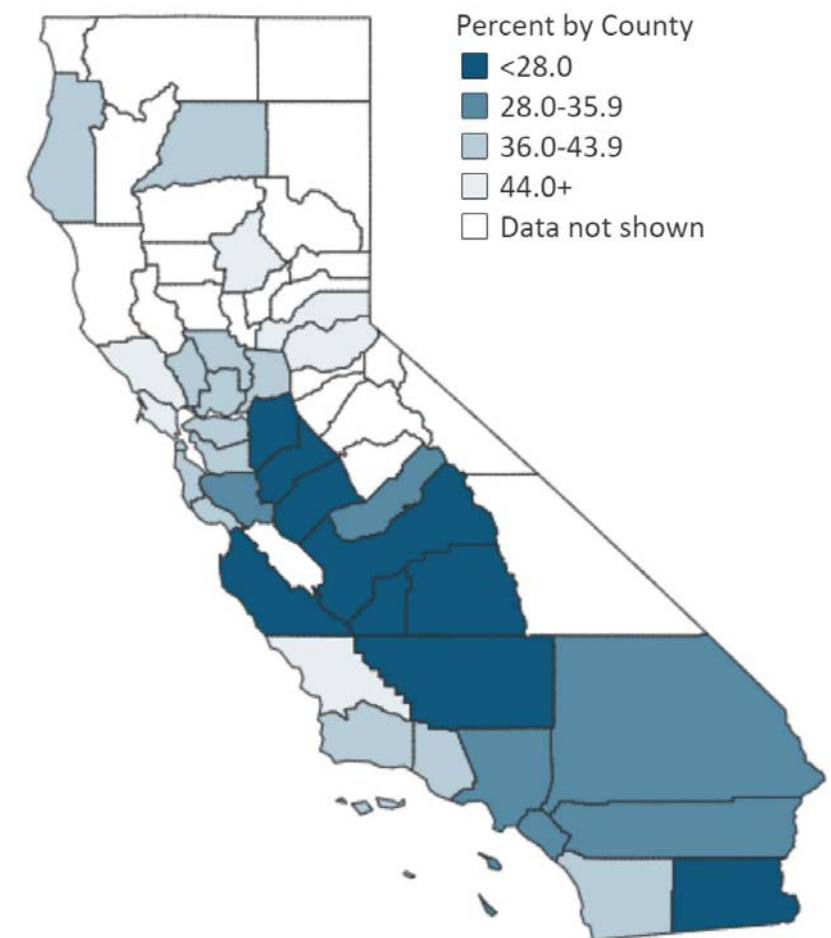 Percent by County
<28.0
28.0-35.9
36.0-43.9
44.0+
Data not shown